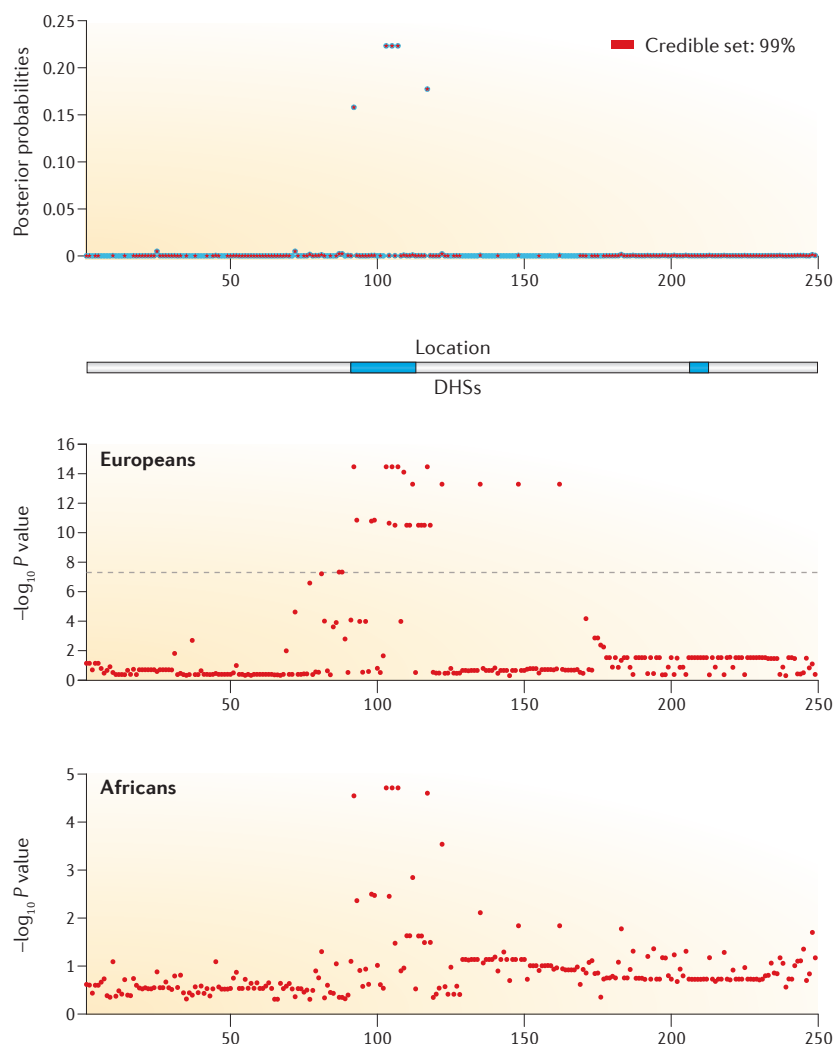 0.25
0.20
0.15
0.10
0.05
0
Posterior probabilities
Credible set: 99%
50 100 150 200 250
Location
DHSs
Europeans
16
14
12
10
8
6
4
2
0
–log10 P value
50 100 150 200 250
Africans
5
4
3
2
1
0
–log10 P value
50 100 150 200 250